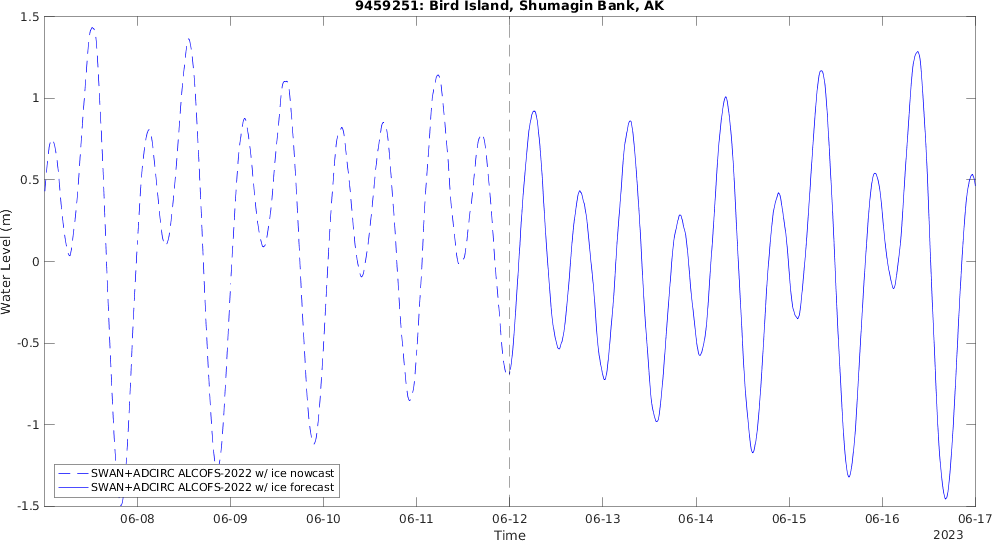 9459251: Bird Island, Shumagin Bank, AK
1.5
1
0.5
0
-0.5
-1
-1.5
Water Level (m)
SWAN+ADCIRC ALCOFS-2022 w/ ice nowcast
SWAN+ADCIRC ALCOFS-2022 w/ ice forecast
06-08 06-09 06-10 06-11 06-12 06-13 06-14 06-15 06-16 06-17
Time
2023